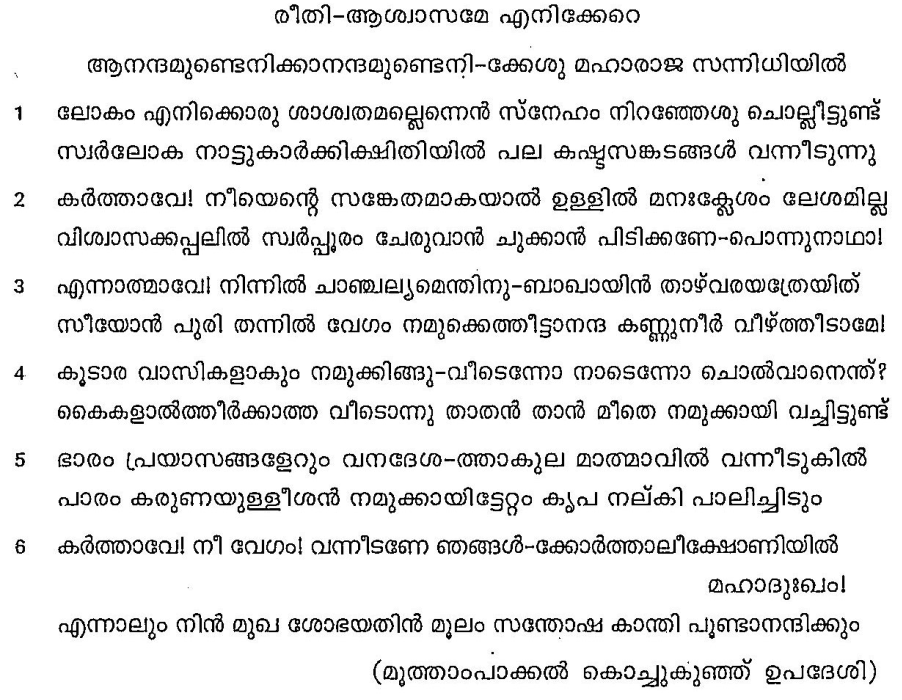 രീതി-ആശ്വാസമേ എനിക്കേറെ
ആനന്ദമുണ്ടെനിക്കാനന്ദമുണ്ടെനി-ക്കേശു മഹാരാജ സന്നിധിയിൽ
1 ലോകം എനിക്കൊരു ശാശ്വതമല്ലെന്നെൻ സ്നേഹം നിറഞ്ഞേശു ചൊല്ലീട്ടുണ്ട്
സ്വർലോക നാട്ടുകാർക്കിക്ഷിതിയിൽ പല കഷ്ടസങ്കടങ്ങൾ വന്നീടുന്നു
2 കർത്താവേ! നീയെന്റെ സങ്കേതമാകയാൽ ഉള്ളിൽ മനഃക്ലേശം ലേശമില്ല
വിശ്വാസക്കപ്പലിൽ സ്വർപ്പൂരം ചേരുവാൻ ചുക്കാൻ പിടിക്കണേ-പൊന്നുനാഥാ!
3 എന്നാത്മാവേ! നിന്നിൽ ചാഞ്ചല്യമെന്തിനു-ബാഖായിൻ താഴ്‌വരയത്രേയിത്
സീയോൻ പുരി തന്നിൽ വേഗം നമുക്കെത്തീട്ടാനന്ദ കണ്ണുനീർ വീഴ്ത്തീടാമേ!
4 കൂടാര വാസികളാകും നമുക്കിങ്ങു-വീടെന്നോ നാടെന്നോ ചൊൽവാനെന്ത്?
കൈകളാൽത്തീർക്കാത്ത വീടൊന്നു താതൻ താൻ മീതെ നമുക്കായി വച്ചിട്ടുണ്ട്
5 ഭാരം പ്രയാസങ്ങളേറും വനദേശ-ത്താകുല മാത്മാവിൽ വന്നീടുകിൽ
പാരം കരുണയുള്ളീശൻ നമുക്കായിട്ടേറ്റം കൃപ നല്കി പാലിച്ചിടും
6 കർത്താവേ! നീ വേഗം! വന്നീടണേ ഞങ്ങൾ-ക്കോർത്താലീക്ഷോണിയിൽ
മഹാദുഃഖം!
എന്നാലും നിൻ മുഖ ശോഭയതിൻ മൂലം സന്തോഷ കാന്തി പൂണ്ടാനന്ദിക്കും
(മൂത്താംപാക്കൽ കൊച്ചുകുഞ്ഞ് ഉപദേശി)